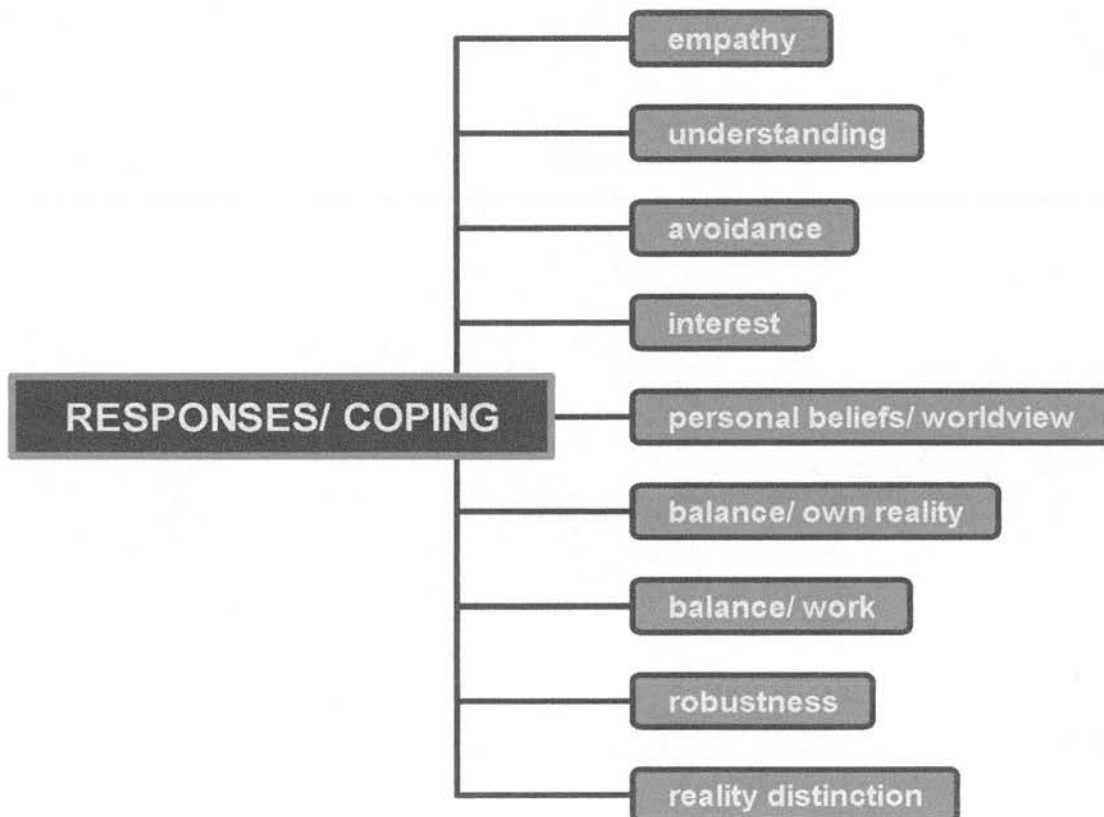 empathy
understanding
avoidance
interest
RESPONSES/ COPING
personal beliefs/ worldview
balance/ own reality
balance/ work
robustness
reality distinction